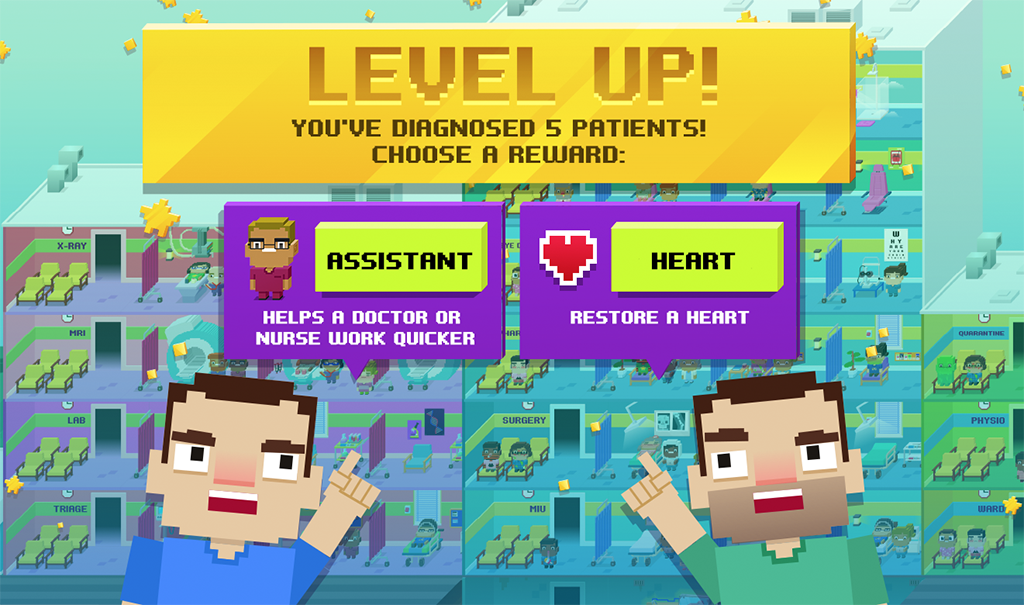 LEVEL UP!
YOU'VE DIAGNOSED 5 PATIENTS!
CHOOSE A REWARD:
ASSISTANT
HEART
HELPS A DOCTOR OR
NURSE WORK QUICKER
RESTORE A HEART
X-RAY
MRI
QUARANTINE
LAB
SURGERY
PHYSIO
TRIAGE
MIU
WARD